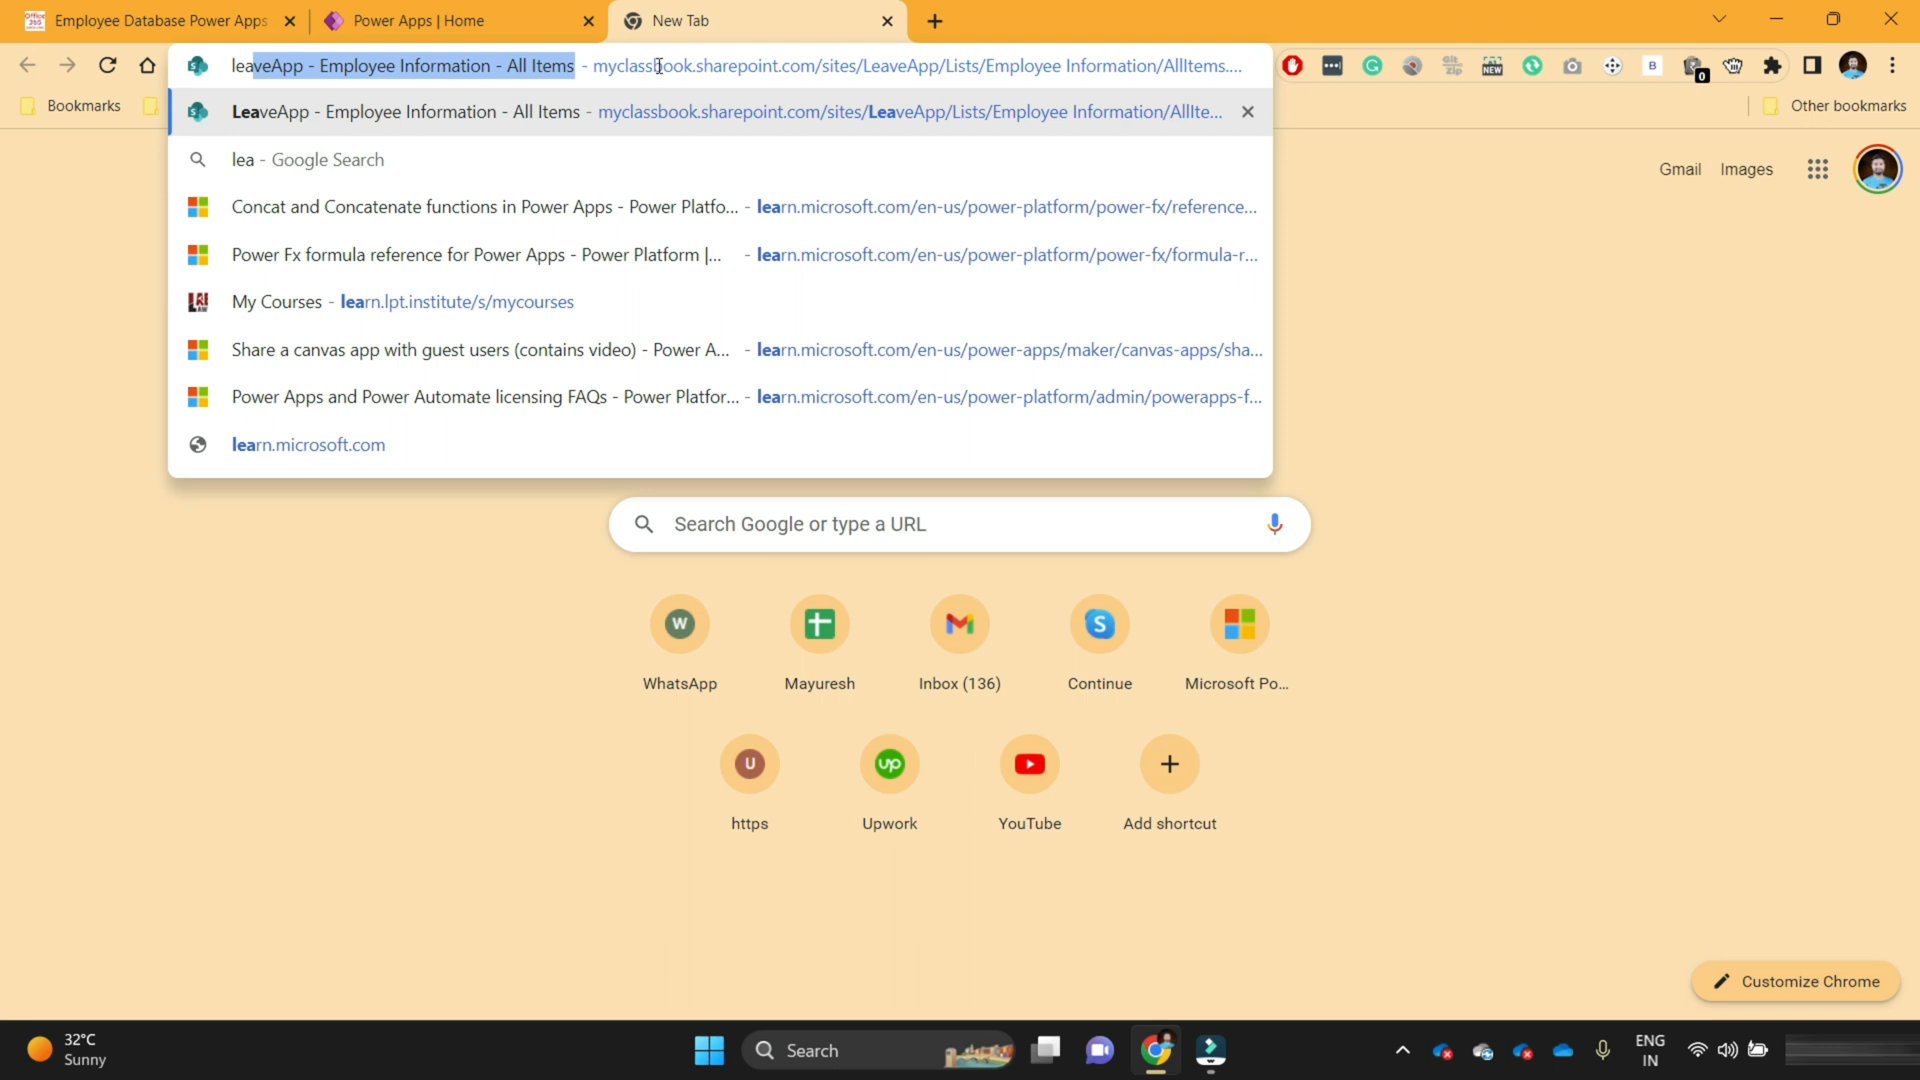 Employee Database Power Apps
Power Apps | Home
New Tab
leaveApp - Employee Information - All Items - myclassbook.sharepoint.com/sites/LeaveApp/Lists/Employee Information/AllItems....
Bookmarks
Other bookmarks
LeaveApp - Employee Information - All Items - myclassbook.sharepoint.com/sites/LeaveApp/Lists/Employee Information/AllIte...
lea - Google Search
Gmail Images
Concat and Concatenate functions in Power Apps - Power Platfo... - learn.microsoft.com/en-us/power-platform/power-fx/reference...
Power Fx formula reference for Power Apps - Power Platform |... - learn.microsoft.com/en-us/power-platform/power-fx/formula-r...
My Courses - learn.lpt.institute/s/mycourses
Share a canvas app with guest users (contains video) - Power A... - learn.microsoft.com/en-us/power-apps/maker/canvas-apps/sha...
Power Apps and Power Automate licensing FAQs - Power Platfor... - learn.microsoft.com/en-us/power-platform/admin/powerapps-f...
learn.microsoft.com
Search Google or type a URL
WhatsApp
Mayuresh
Inbox (136)
Continue
Microsoft Po...
https
Upwork
YouTube
Add shortcut
Customize Chrome
32°C
Sunny
Search
ENG
IN